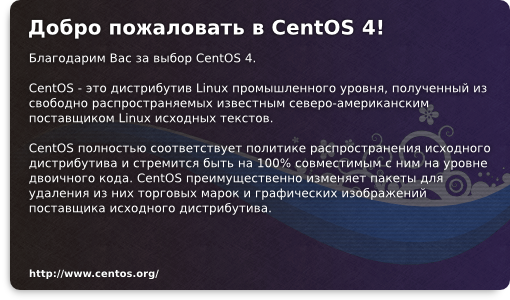 Добро пожаловать в CentOS 4!
Благодарим Вас за выбор CentOS 4.
CentOS - это дистрибутив Linux промышленного уровня, полученный из
свободно распространяемых известным северо-американским
поставщиком Linux исходных текстов.
CentOS полностью соответствует политике распространения исходного
дистрибутива и стремится быть на 100% совместимым с ним на уровне
двоичного кода. CentOS преимущественно изменяет пакеты для
удаления из них торговых марок и графических изображений
поставщика исходного дистрибутива.
http://www.centos.org/